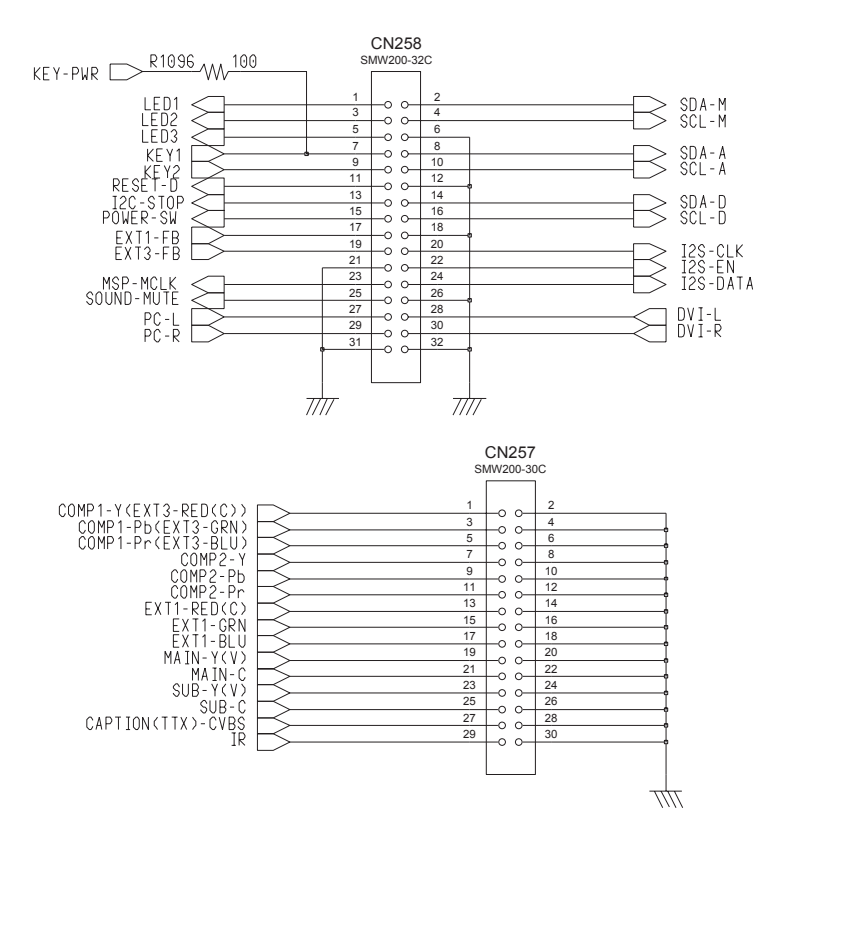 CN258
SMW200-32C
KEY-PWR R1096 100
1 2
LED1 SDA-M
3 4
LED2 SCL-M
5 6
LED3
7 8
KEY1 SDA-A
9 10
KEY2 SCL-A
11 12
RESET-D
13 14
I2C-STOP SDA-D
15 16
POWER-SW SCL-D
17 18
EXT1-FB
19 20
EXT3-FB I2S-CLK
21 22
I2S-EN
23 24
MSP-MCLK I2S-DATA
25 26
SOUND-MUTE
27 28
PC-L DVI-L
29 30
PC-R DVI-R
31 32
CN257
SMW200-30C
1 2
COMP1-Y(EXT3-RED(C))
3 4
COMP1-Pb(EXT3-GRN)
5 6
COMP1-Pr(EXT3-BLU)
7 8
COMP2-Y
9 10
COMP2-Pb
11 12
COMP2-Pr
13 14
EXT1-RED(C)
15 16
EXT1-GRN
17 18
EXT1-BLU
19 20
MAIN-Y(V)
21 22
MAIN-C
23 24
SUB-Y(V)
25 26
SUB-C
27 28
CAPTION(TTX)-CVBS
29 30
IR